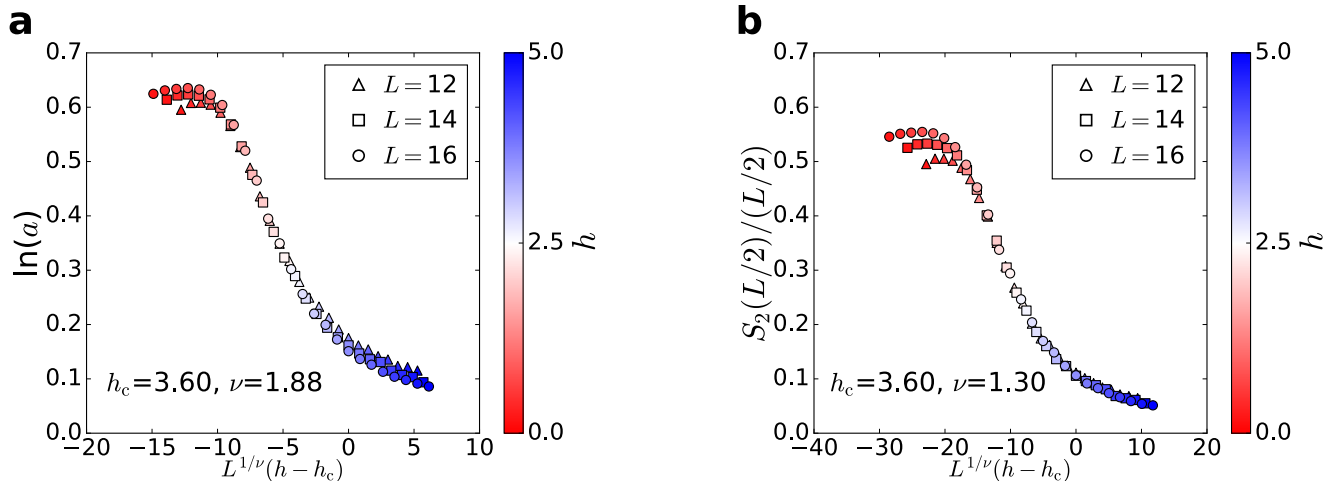 a
ln(a)
0.7
0.6
0.5
0.4
0.3
0.2
0.1
0.0
L = 12
L = 14
L = 16
h_c=3.60, ν=1.88
−20 −15 −10 −5 0 5 10
L^{1/ν}(h − h_c)
5.0
2.5
0.0
h
b
S_2(L/2)/(L/2)
0.7
0.6
0.5
0.4
0.3
0.2
0.1
0.0
L = 12
L = 14
L = 16
h_c=3.60, ν=1.30
−40 −30 −20 −10 0 10 20
L^{1/ν}(h − h_c)
5.0
2.5
0.0
h